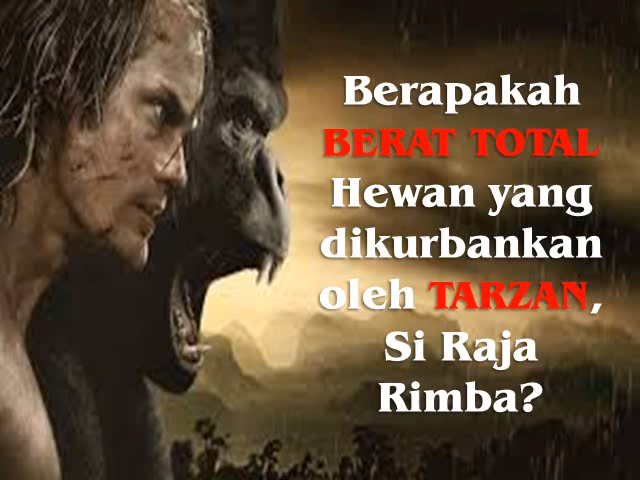 Berapakah
BERAT TOTAL
Hewan yang
dikurbankan
oleh TARZAN,
Si Raja
Rimba?